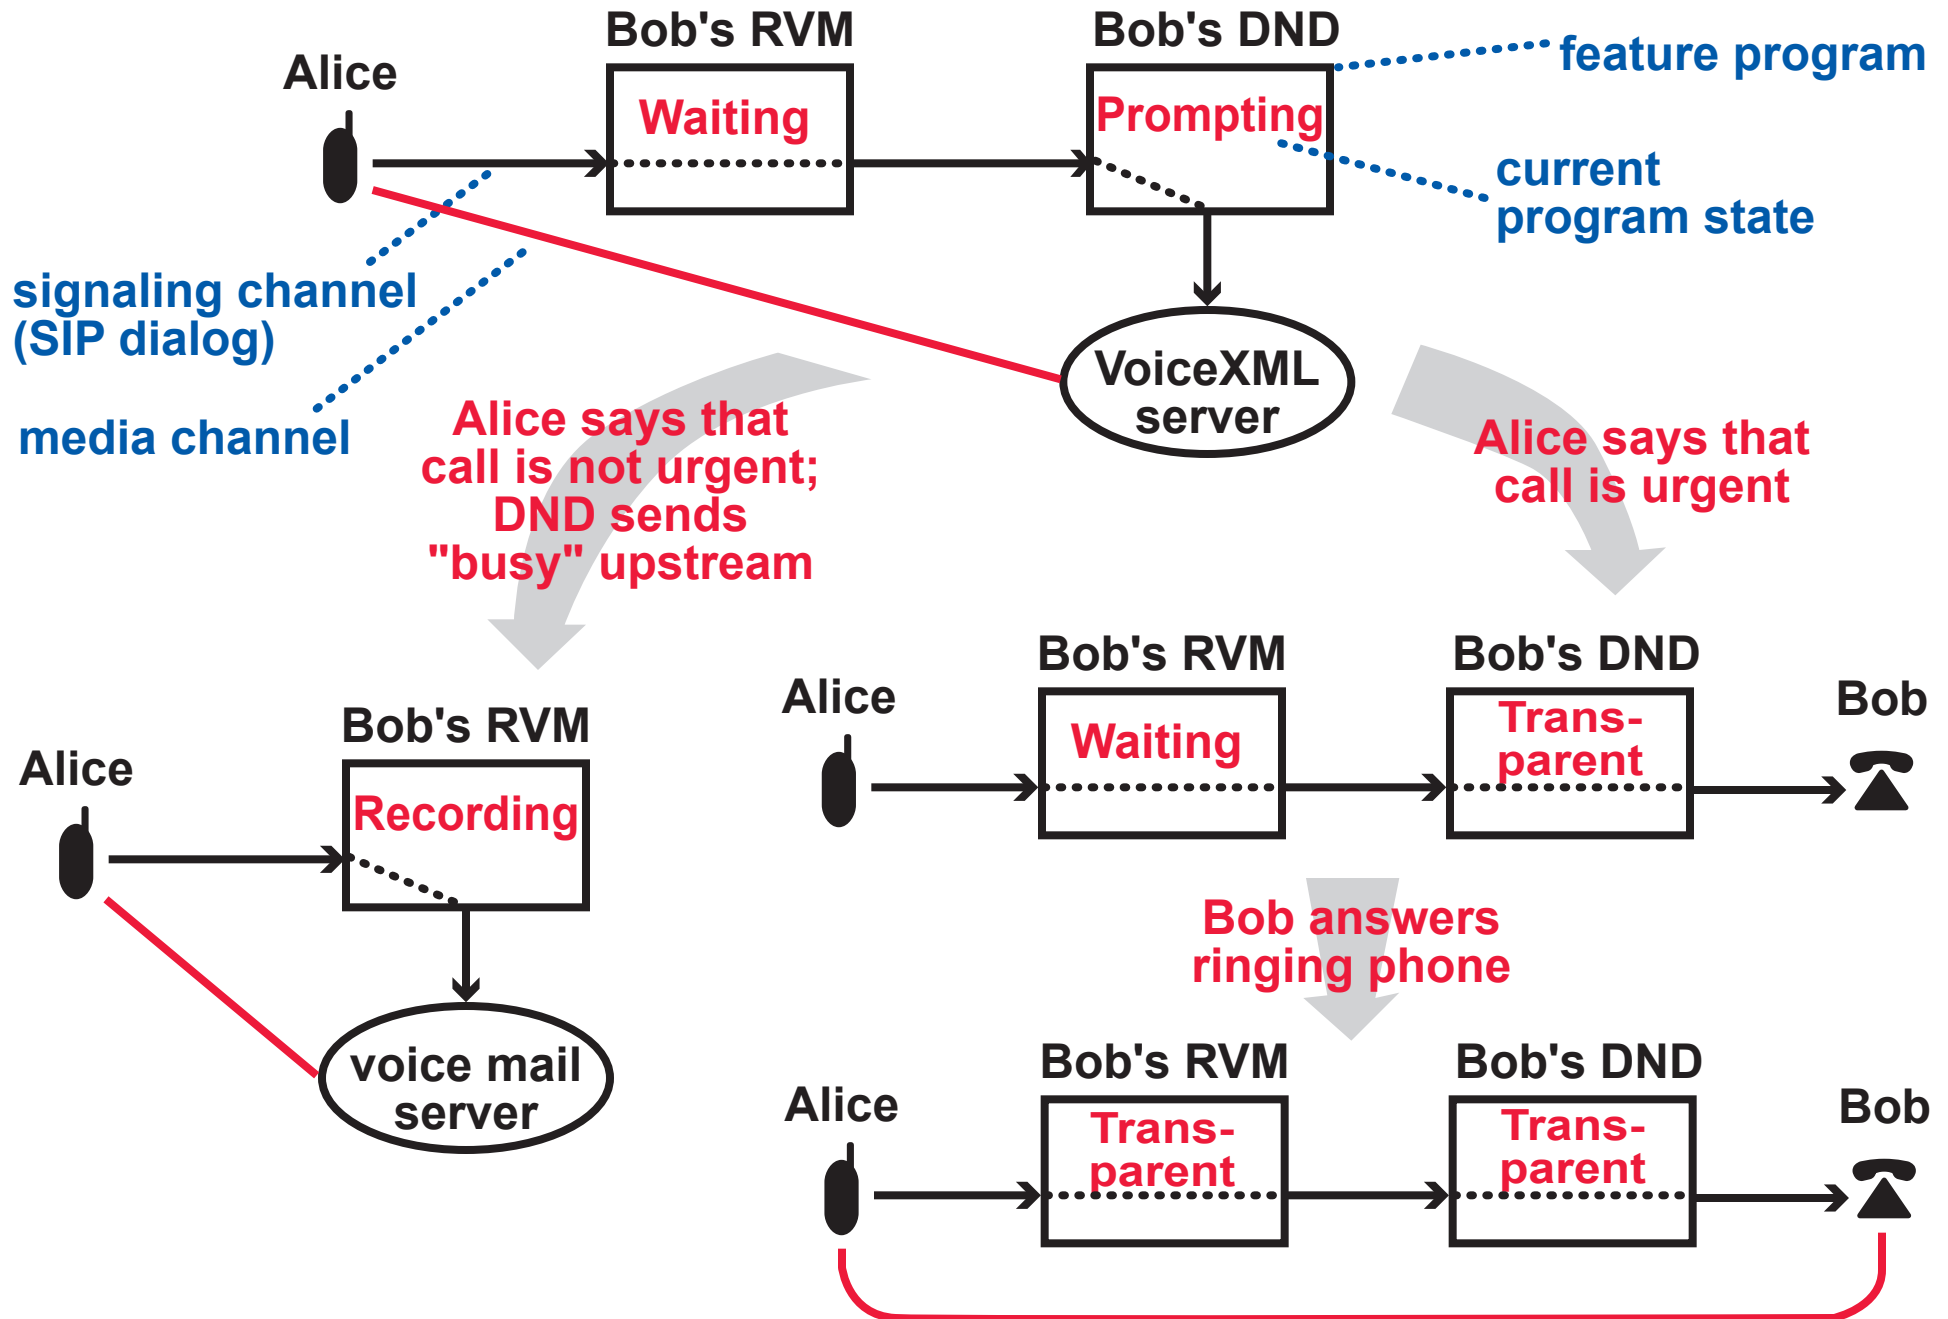 Bob's RVM
Bob's DND
feature program
Alice
Waiting
Prompting
current
program state
signaling channel
(SIP dialog)
media channel
VoiceXML
server
Alice says that
call is not urgent;
DND sends
"busy" upstream
Alice says that
call is urgent
Bob's RVM
Alice
Recording
voice mail
server
Bob's RVM
Bob's DND
Alice
Bob
Waiting
Trans-
parent
Bob answers
ringing phone
Bob's RVM
Bob's DND
Alice
Bob
Trans-
parent
Trans-
parent